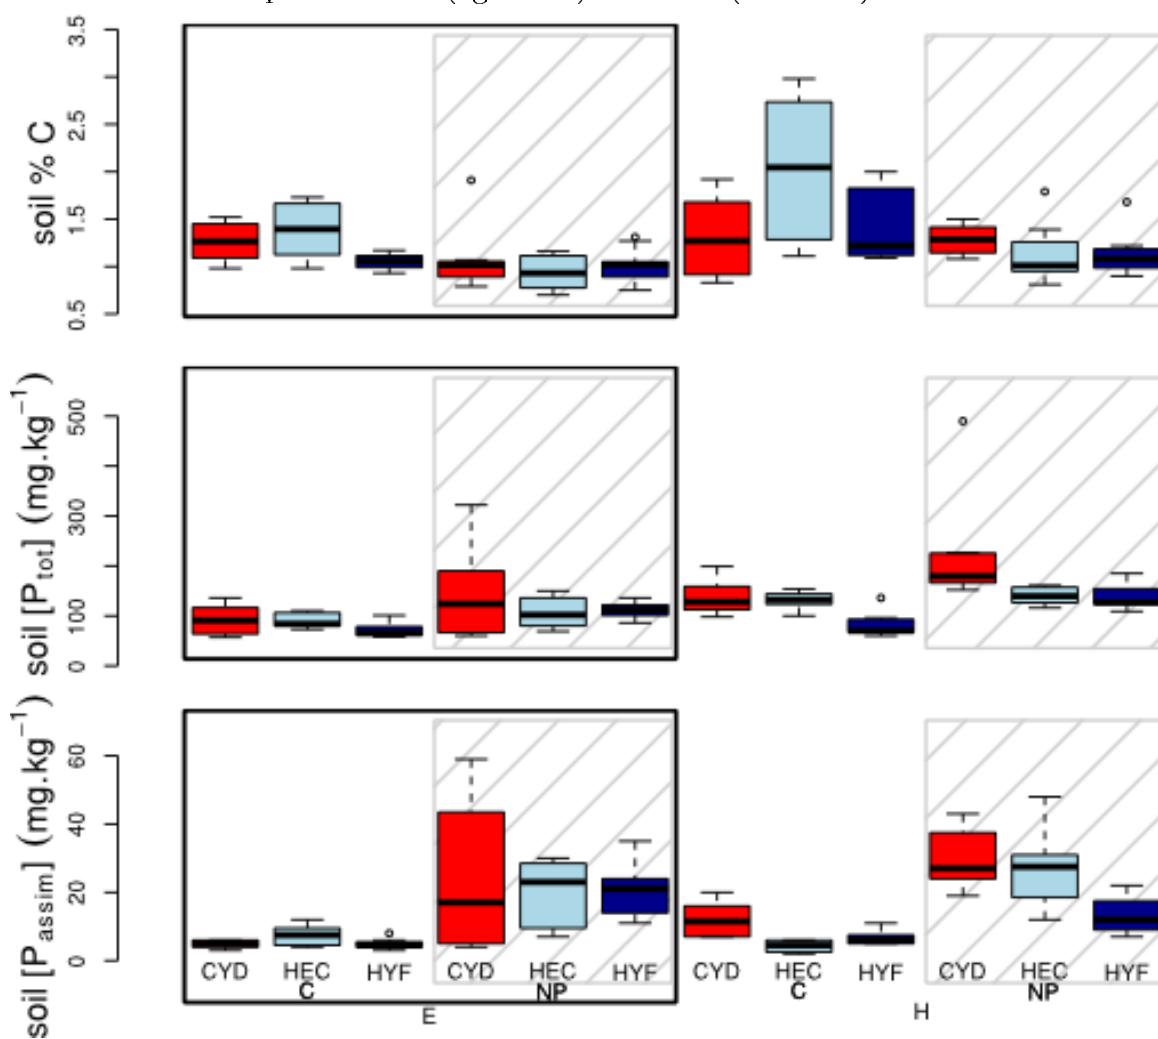 3.5
2.5
1.5
0.5
soil % C
500
300
100
0
soil [Ptot] (mg.kg−1)
60
40
20
0
soil [Passim] (mg.kg−1)
CYD HEC HYF CYD HEC HYF CYD HEC HYF CYD HEC HYF
C NP C NP
E H